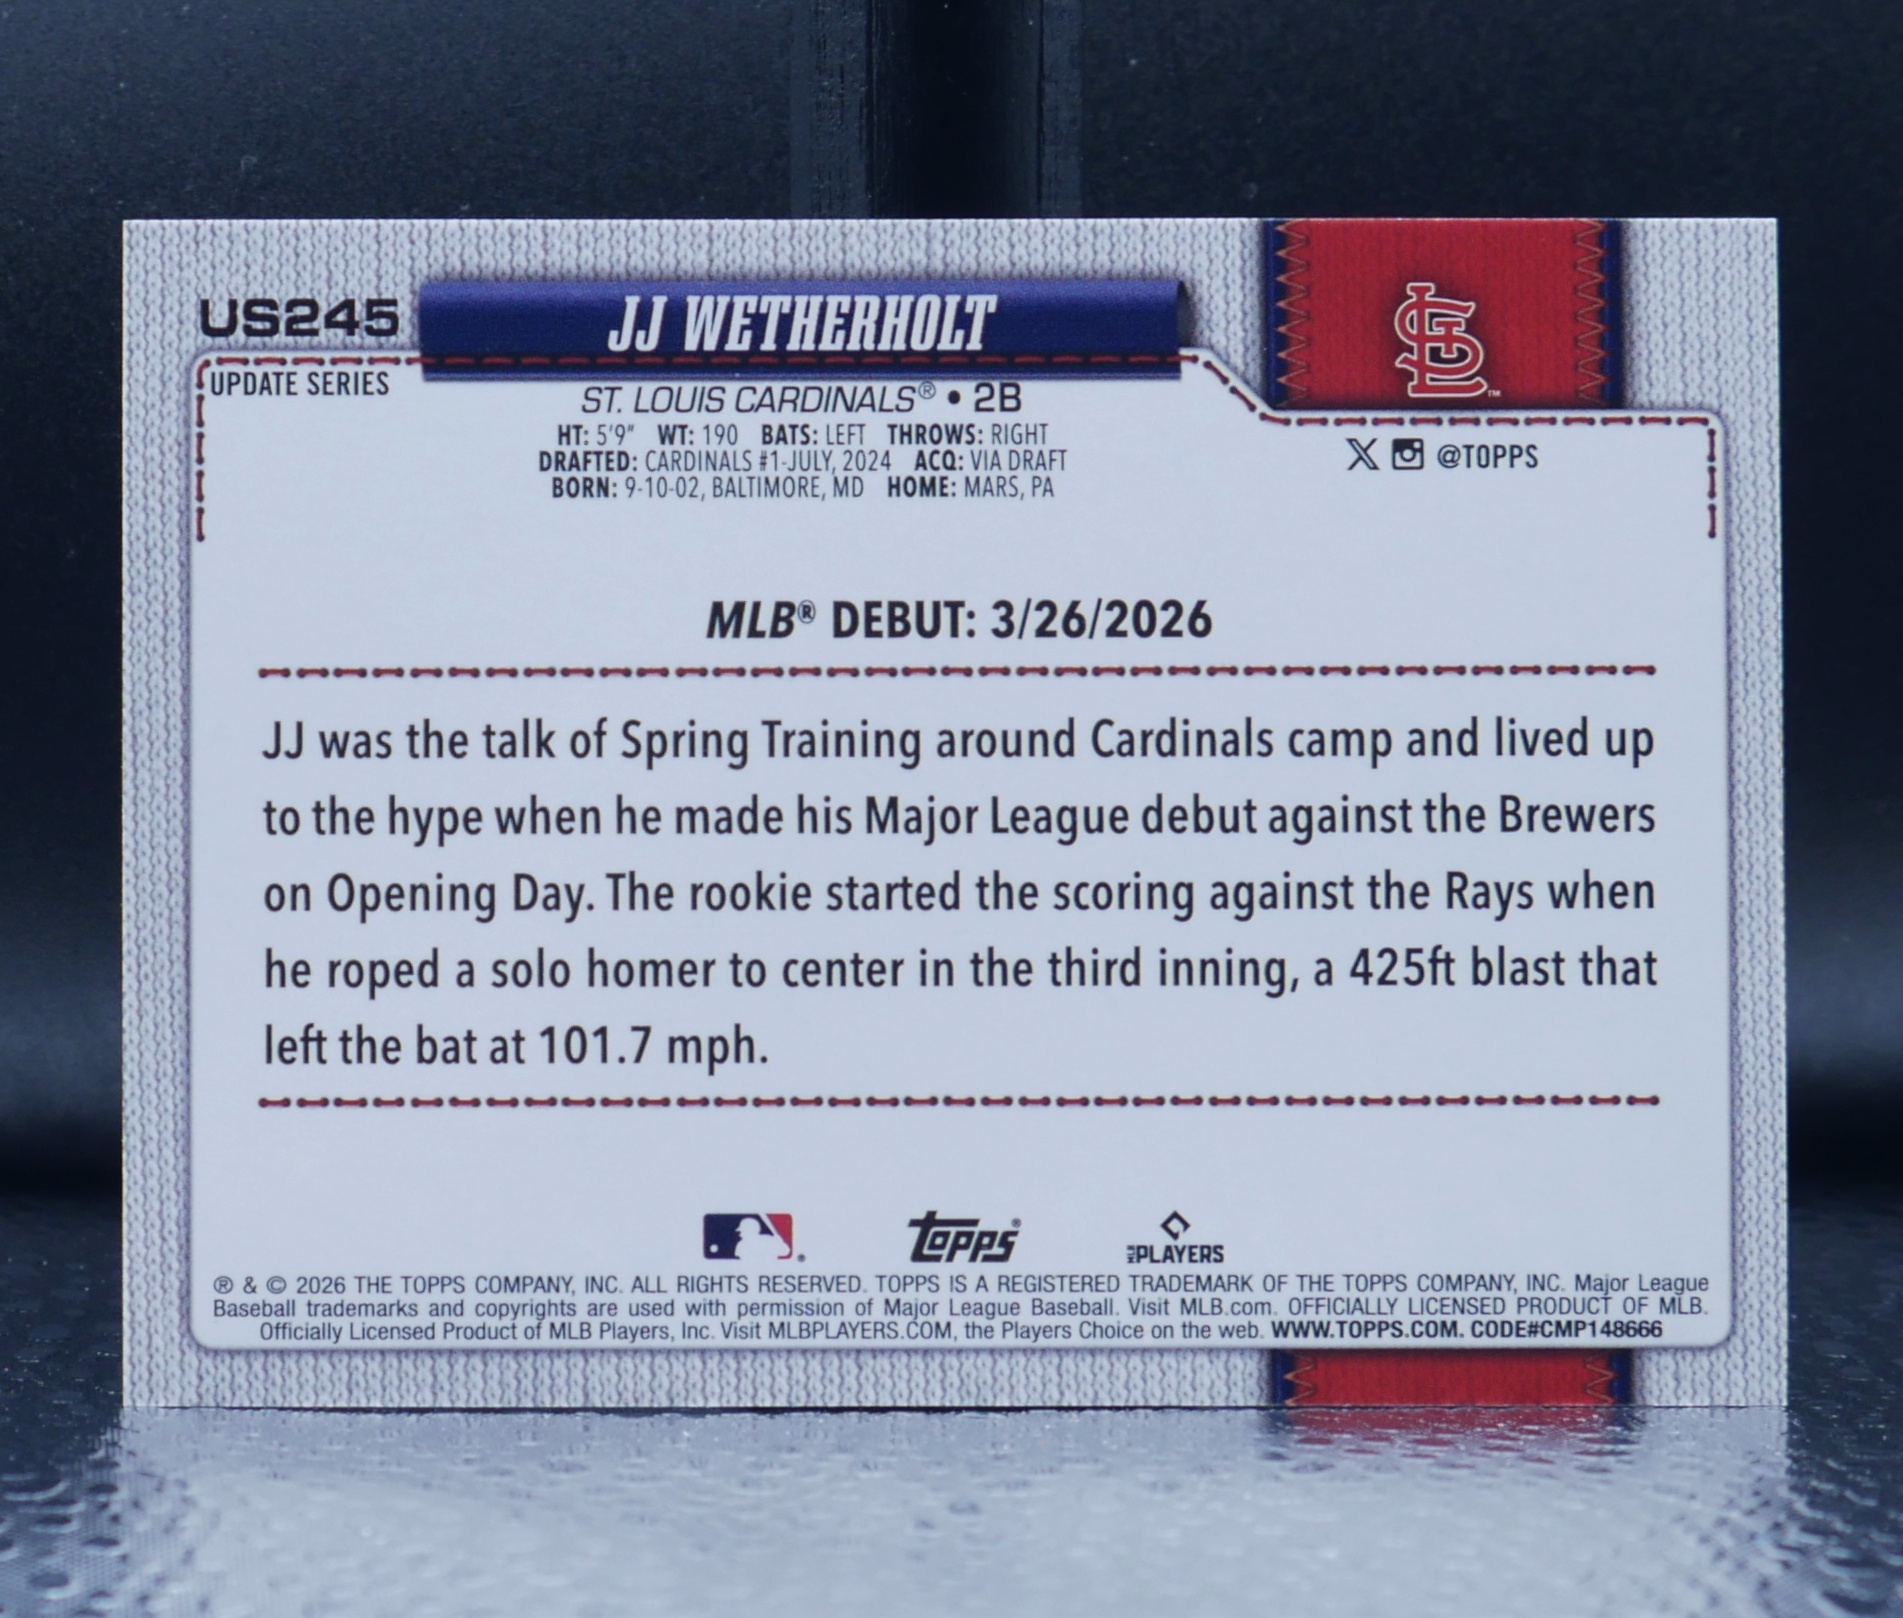 US245
JJ WETHERHOLT
STL™
UPDATE SERIES
ST. LOUIS CARDINALS® • 2B
HT: 5'9" WT: 190 BATS: LEFT THROWS: RIGHT
DRAFTED: CARDINALS #1-JULY, 2024 ACQ: VIA DRAFT
BORN: 9-10-02, BALTIMORE, MD HOME: MARS, PA
X @TOPPS
MLB® DEBUT: 3/26/2026
JJ was the talk of Spring Training around Cardinals camp and lived up
to the hype when he made his Major League debut against the Brewers
on Opening Day. The rookie started the scoring against the Rays when
he roped a solo homer to center in the third inning, a 425ft blast that
left the bat at 101.7 mph.
® topps® MLB PLAYERS
® & © 2026 THE TOPPS COMPANY, INC. ALL RIGHTS RESERVED. TOPPS IS A REGISTERED TRADEMARK OF THE TOPPS COMPANY, INC. Major League
Baseball trademarks and copyrights are used with permission of Major League Baseball. Visit MLB.com. OFFICIALLY LICENSED PRODUCT OF MLB.
Officially Licensed Product of MLB Players, Inc. Visit MLBPLAYERS.COM, the Players Choice on the web. WWW.TOPPS.COM. CODE#CMP148666